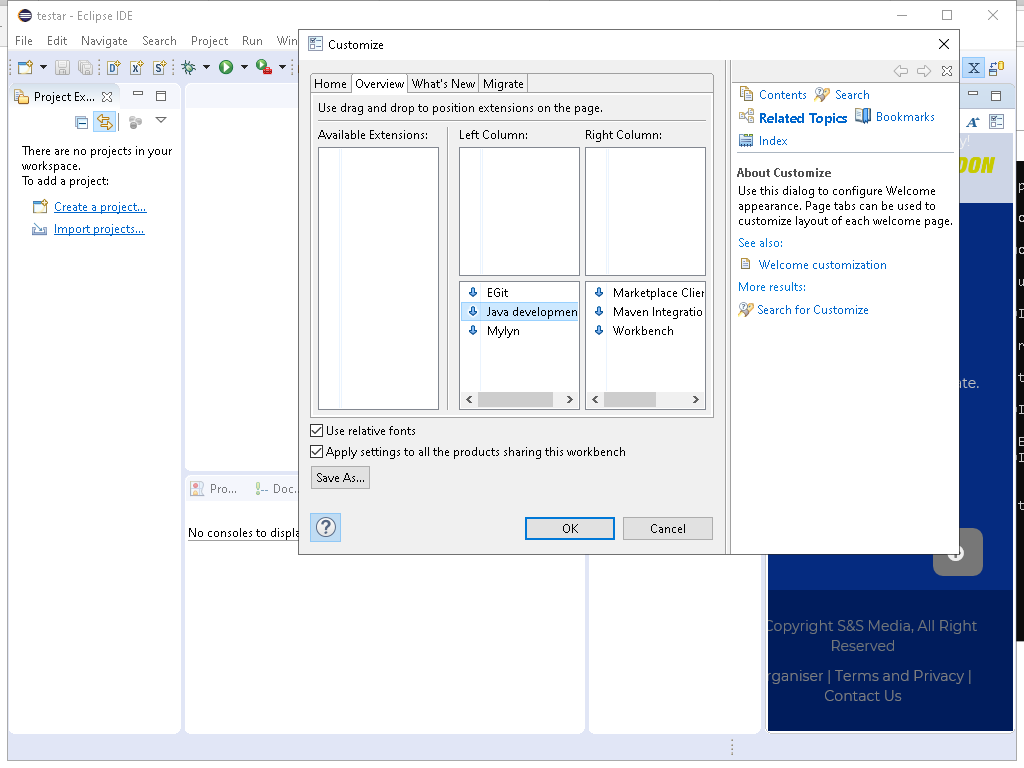 testar - Eclipse IDE
File Edit Navigate Search Project Run Win
Customize
Project Ex...
There are no projects in your
workspace.
To add a project:
Create a project...
Import projects...
Home Overview What's New Migrate
Use drag and drop to position extensions on the page.
Available Extensions: Left Column: Right Column:
EGit
Java developmen
Mylyn
Marketplace Clien
Maven Integratio
Workbench
Use relative fonts
Apply settings to all the products sharing this workbench
Save As...
OK Cancel
Contents Search
Related Topics Bookmarks
Index
About Customize
Use this dialog to configure Welcome
appearance. Page tabs can be used to
customize layout of each welcome page.
See also:
Welcome customization
More results:
Search for Customize
Pro... Doc...
No consoles to displa
OON
ate.
Copyright S&S Media, All Right
Reserved
rganiser | Terms and Privacy |
Contact Us